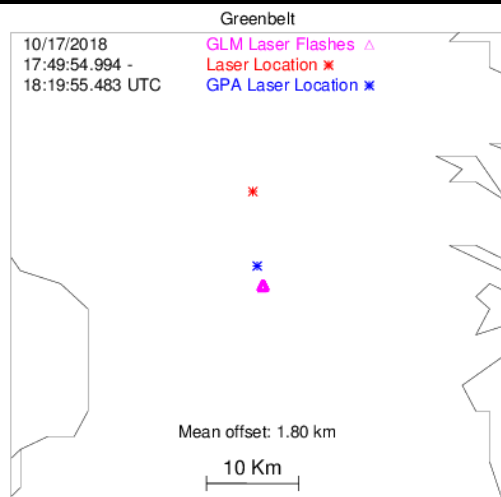 Greenbelt
10/17/2018 GLM Laser Flashes △
17:49:54.994 - Laser Location ✳
18:19:55.483 UTC GPA Laser Location ✳
Mean offset: 1.80 km
10 Km